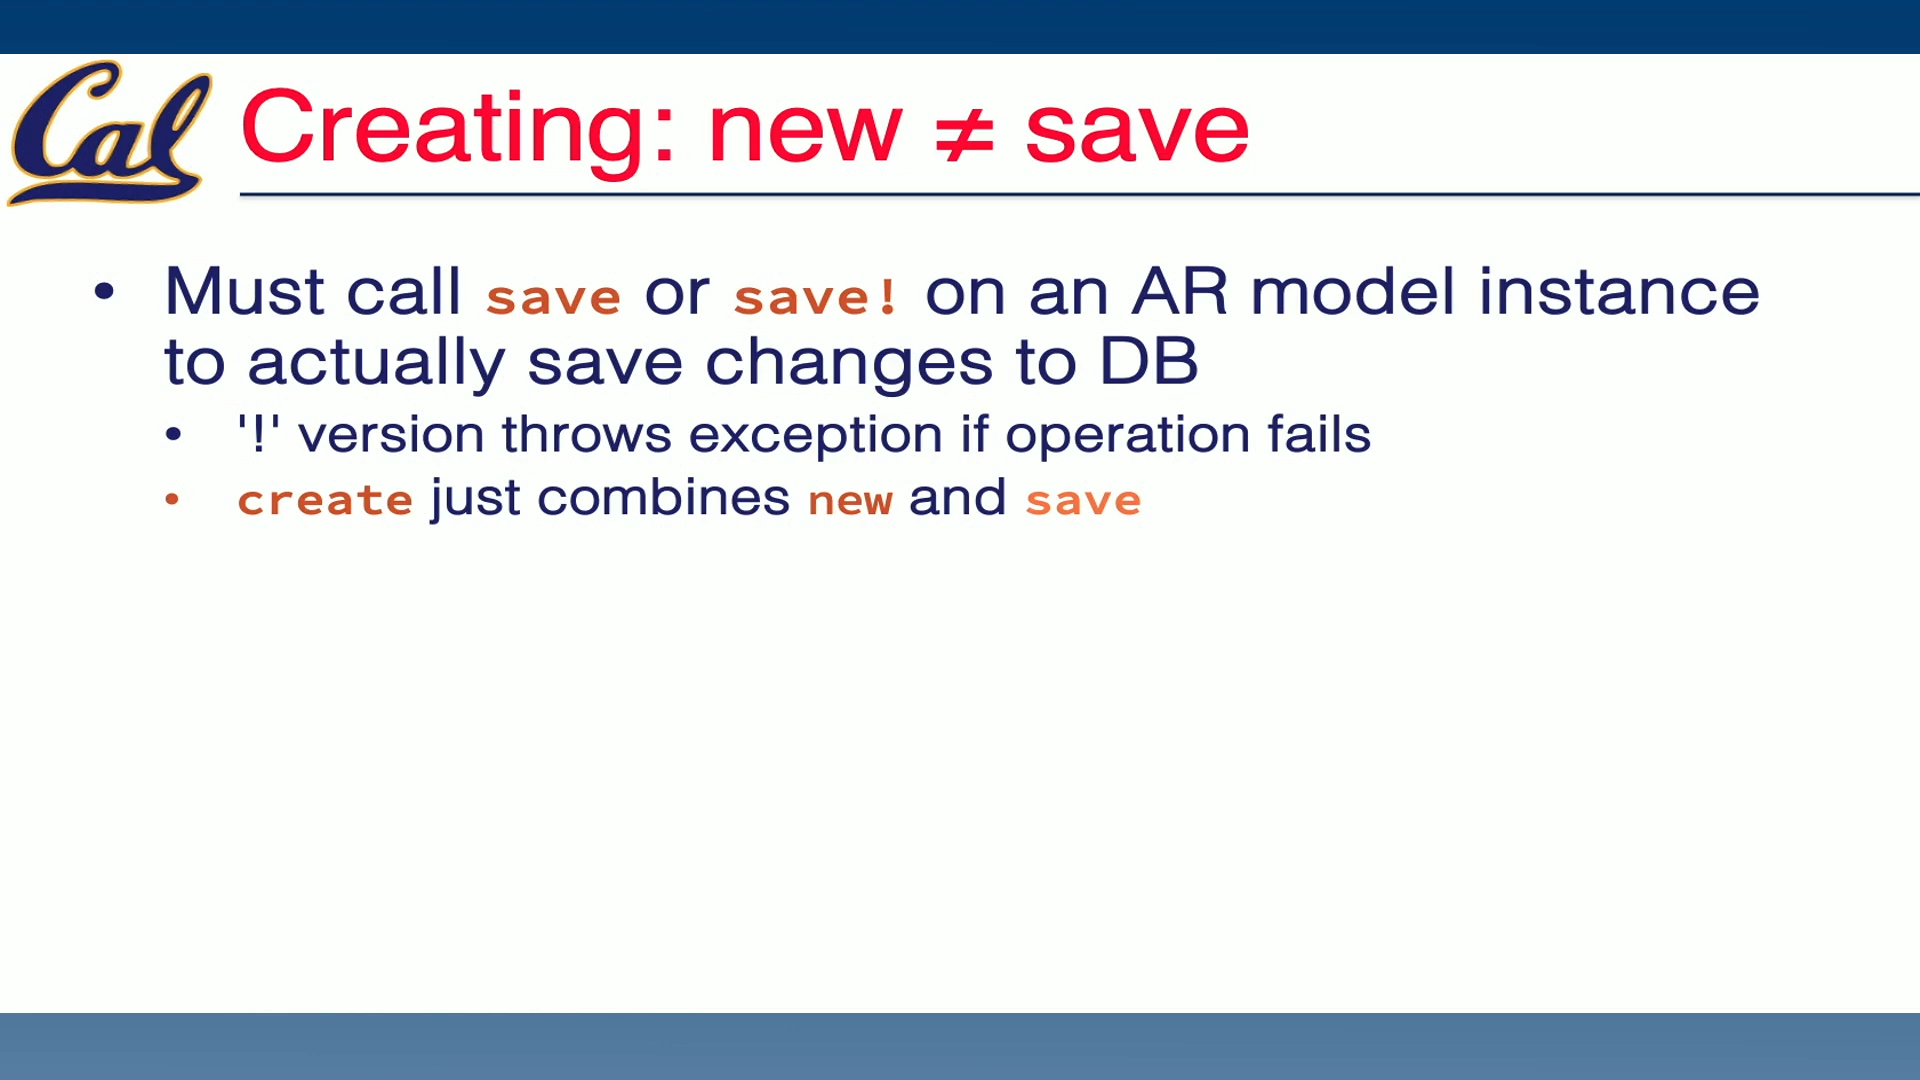 Cal
Creating: new ≠ save
• Must call save or save! on an AR model instance
to actually save changes to DB
• '!' version throws exception if operation fails
• create just combines new and save